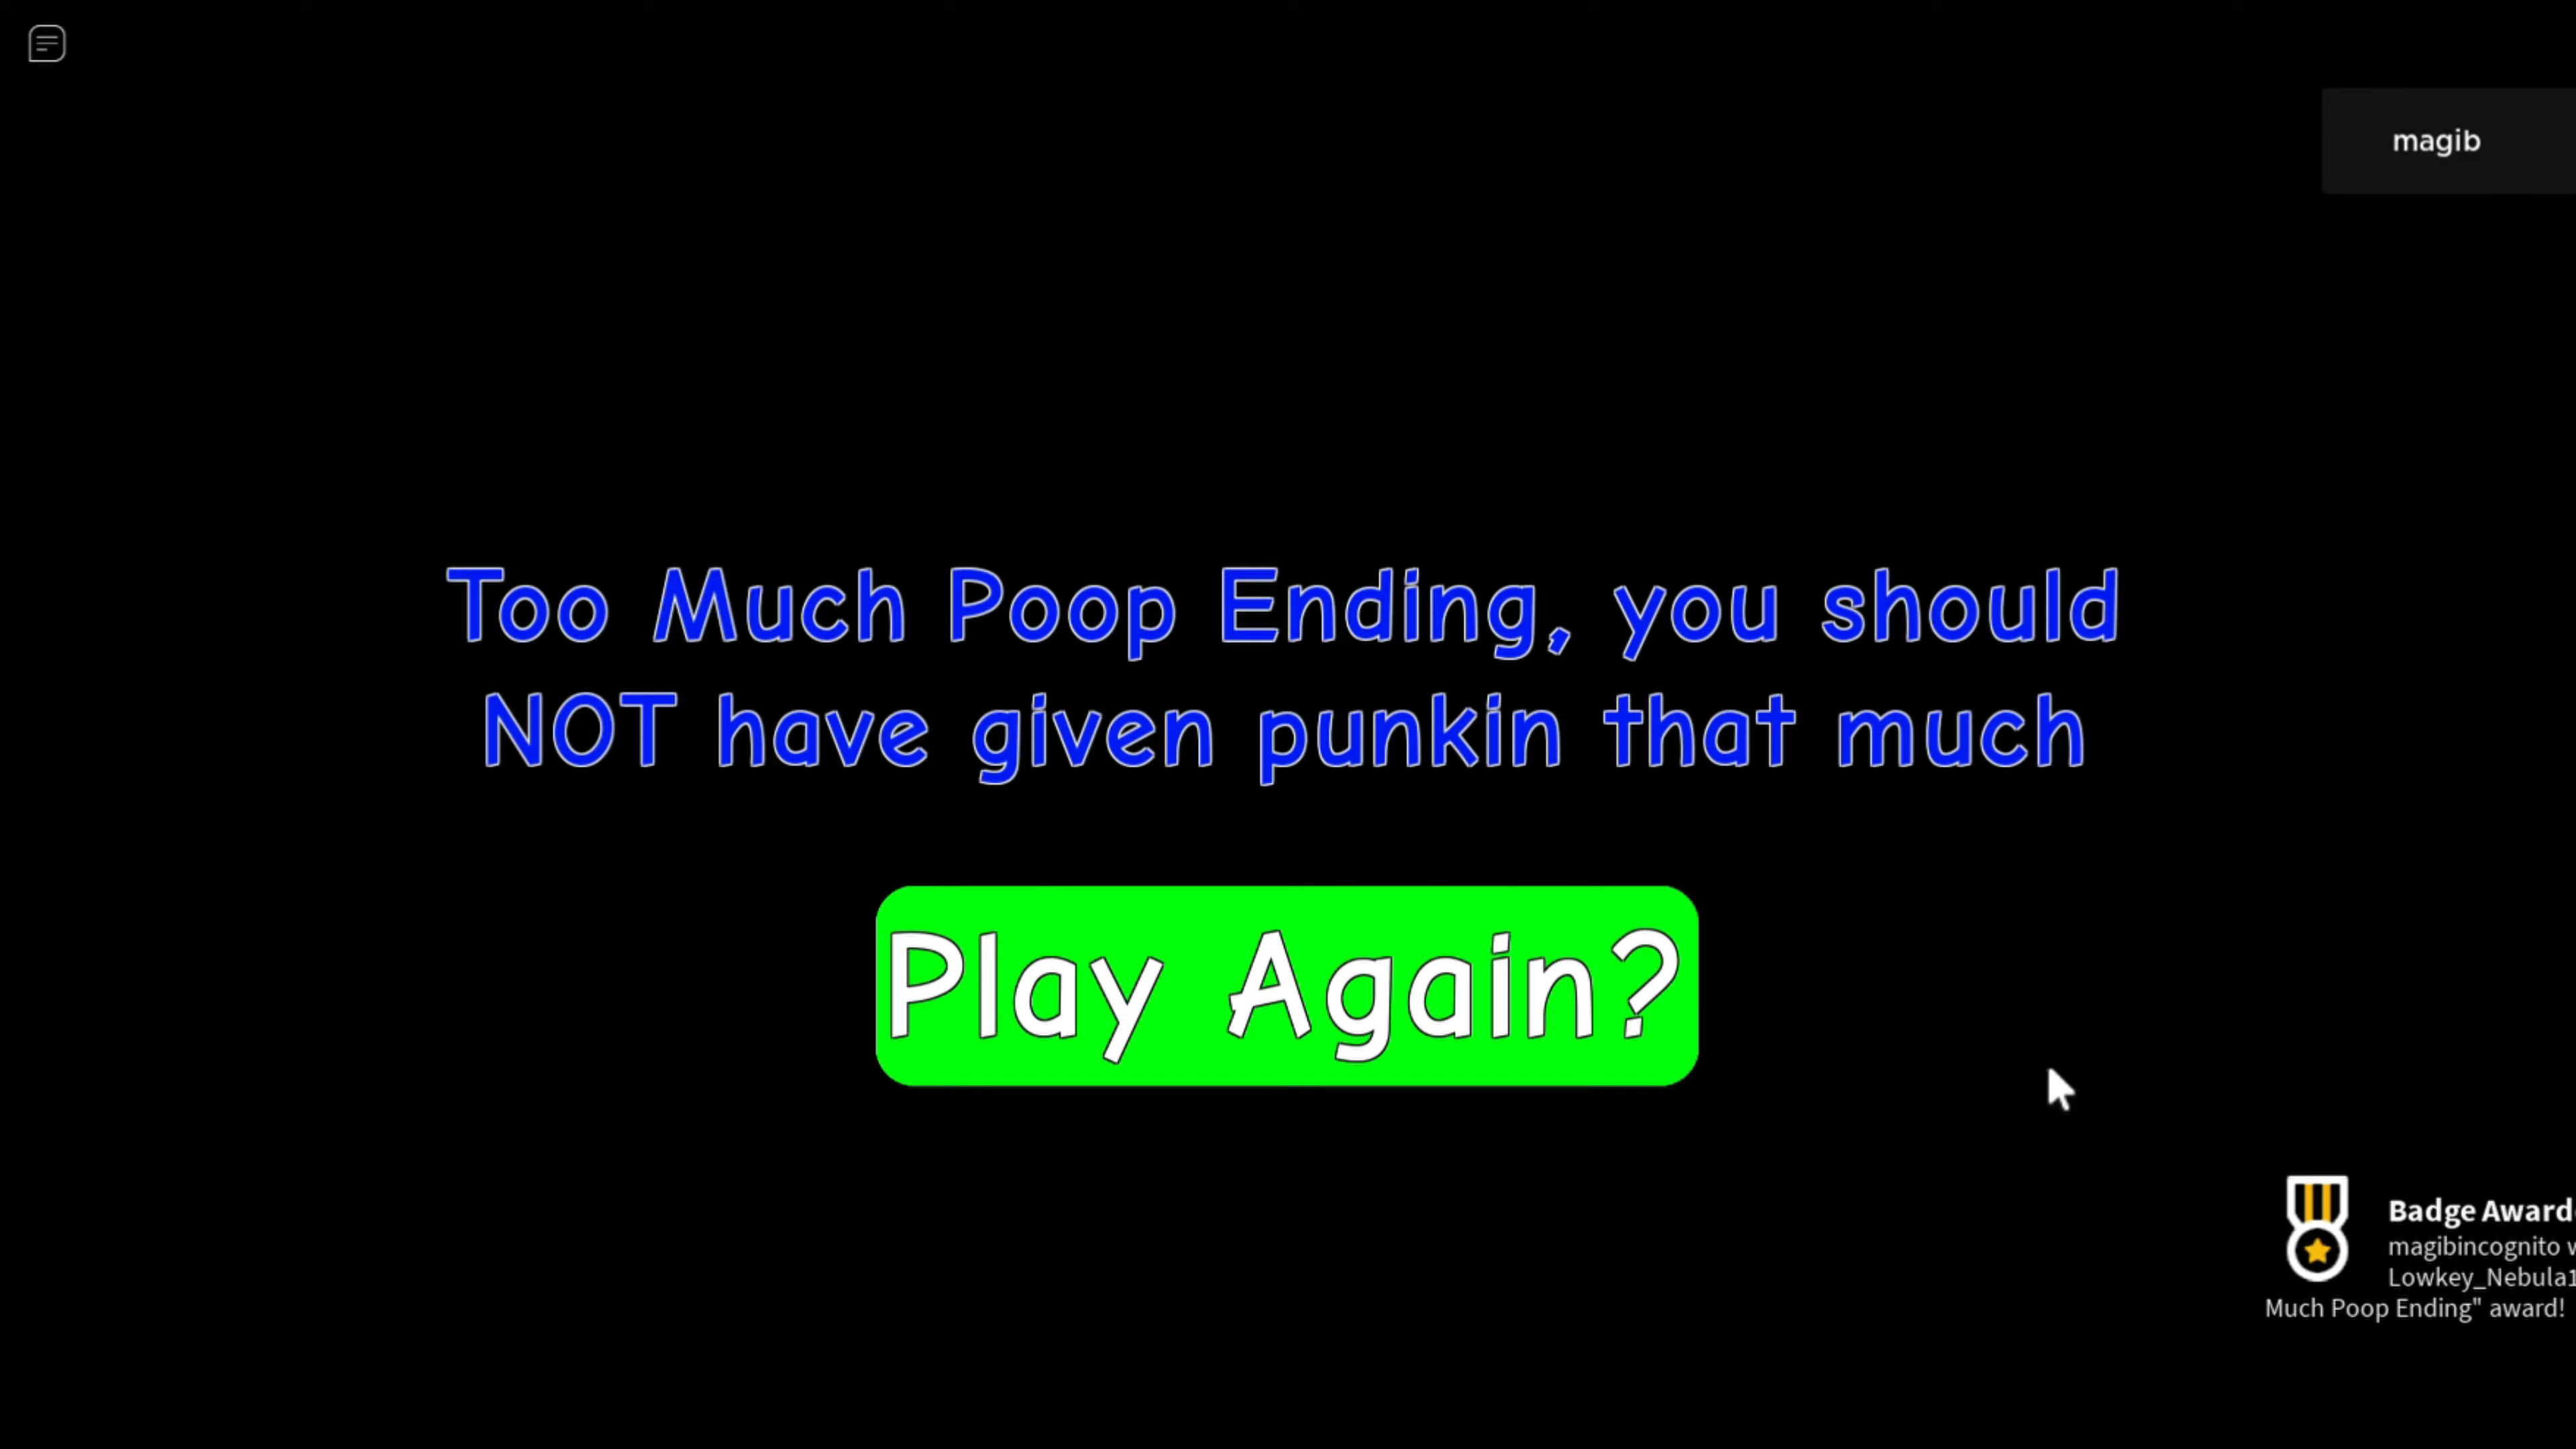 magib
Too Much Poop Ending, you should
NOT have given punkin that much
Play Again?
Badge Award
magibincognito
Lowkey_Nebula1
Much Poop Ending" award!